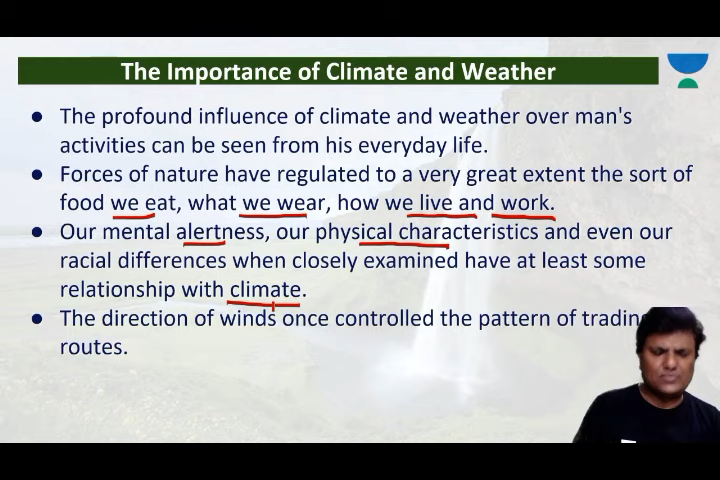 The Importance of Climate and Weather
● The profound influence of climate and weather over man's
activities can be seen from his everyday life.
● Forces of nature have regulated to a very great extent the sort of
food we eat, what we wear, how we live and work.
● Our mental alertness, our physical characteristics and even our
racial differences when closely examined have at least some
relationship with climate.
● The direction of winds once controlled the pattern of trading
routes.